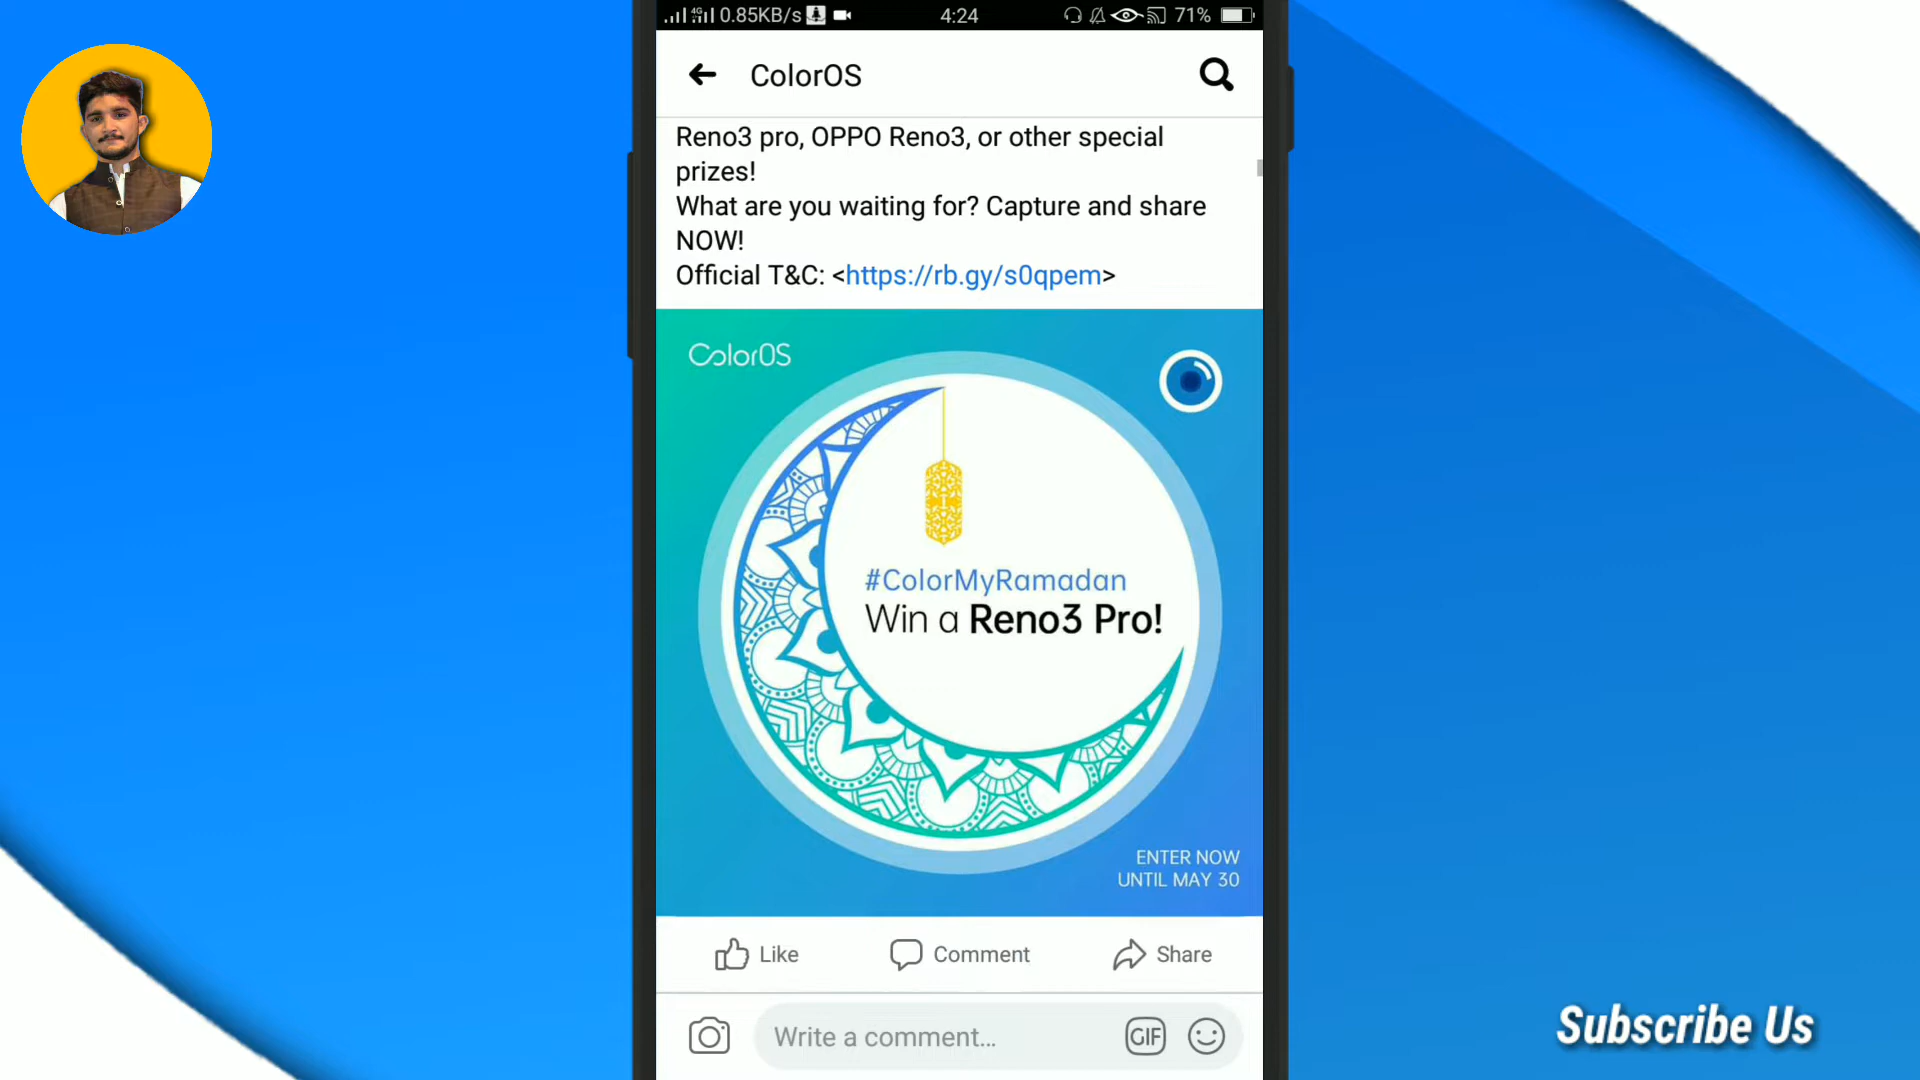 4G 0.85KB/s 4:24 71%
ColorOS
Reno3 pro, OPPO Reno3, or other special
prizes!
What are you waiting for? Capture and share
NOW!
Official T&C: <https://rb.gy/s0qpem>
ColorOS
#ColorMyRamadan
Win a Reno3 Pro!
ENTER NOW
UNTIL MAY 30
Like Comment Share
Write a comment... GIF
Subscribe Us